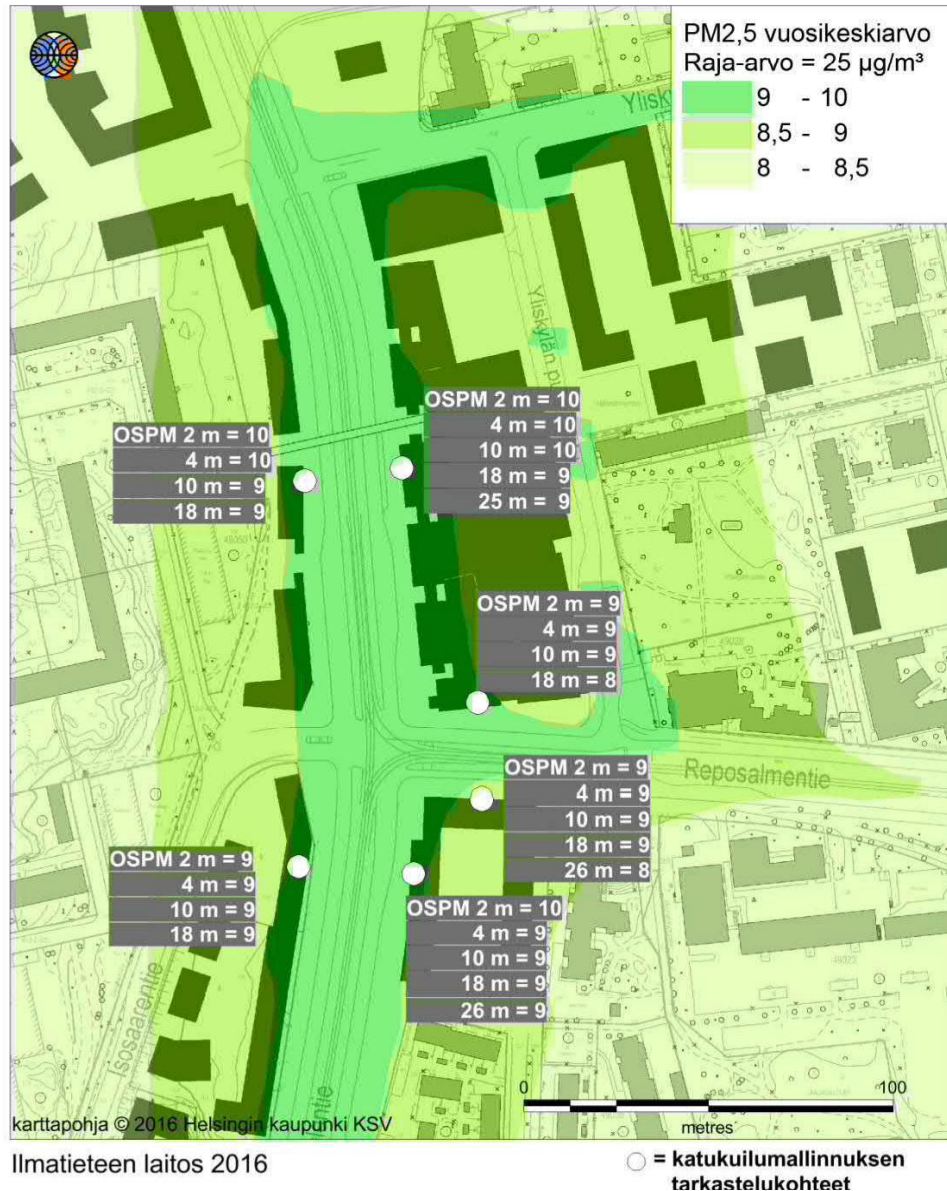 PM2,5 vuosikeskiarvo
Raja-arvo = 25 µg/m³
9 - 10
8,5 - 9
8 - 8,5
Ylisky
Yliskylän pu
OSPM 2 m = 10
4 m = 10
10 m = 10
18 m = 9
25 m = 9
OSPM 2 m = 10
4 m = 10
10 m = 9
18 m = 9
OSPM 2 m = 9
4 m = 9
10 m = 9
18 m = 8
49028
Reposalmentie
OSPM 2 m = 9
4 m = 9
10 m = 9
18 m = 9
26 m = 8
OSPM 2 m = 9
4 m = 9
10 m = 9
18 m = 9
OSPM 2 m = 10
4 m = 9
10 m = 9
18 m = 9
26 m = 9
49023
Isosaarentie
ntie
0 100
metres
karttapohja © 2016 Helsingin kaupunki KSV
Ilmatieteen laitos 2016
= katukuilumallinnuksen
tarkastelukohteet